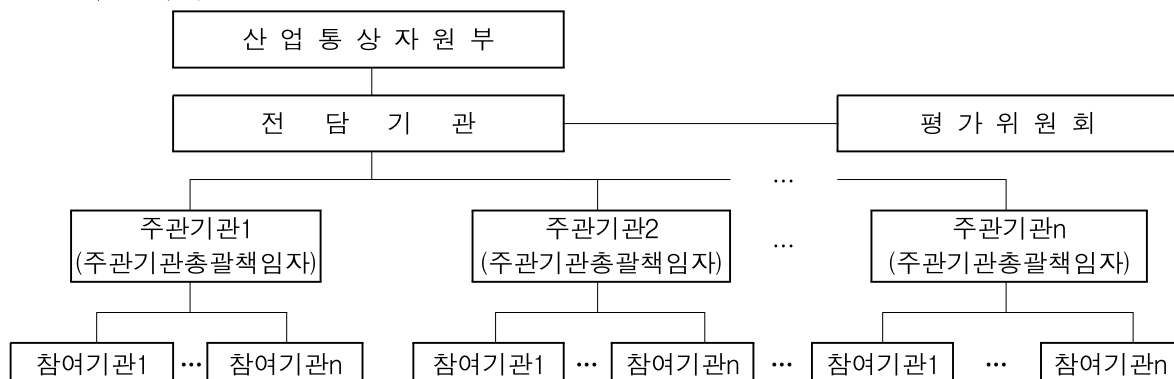 산 업 통 상 자 원 부
전 담 기 관
평 가 위 원 회
...
주관기관1
(주관기관총괄책임자)
주관기관2
(주관기관총괄책임자)
...
주관기관n
(주관기관총괄책임자)
참여기관1 ... 참여기관n
참여기관1 ... 참여기관n ... 참여기관1 ... 참여기관n